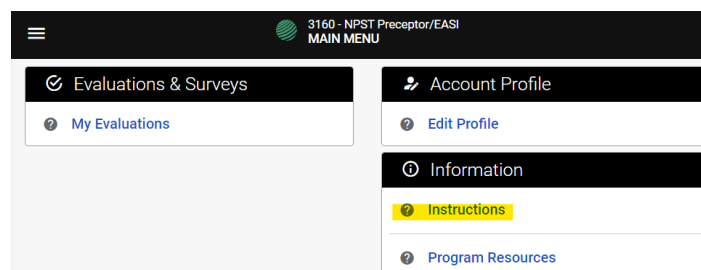 3160 - NPST Preceptor/EASI
MAIN MENU
Evaluations & Surveys
My Evaluations
Account Profile
Edit Profile
Information
Instructions
Program Resources